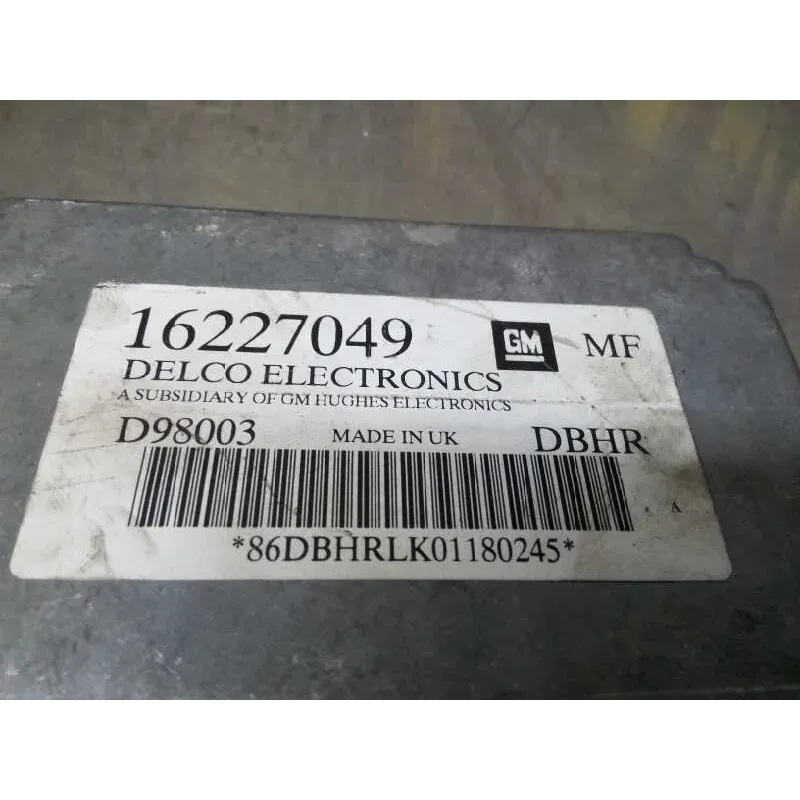 16227049 GM MF
DELCO ELECTRONICS
A SUBSIDIARY OF GM HUGHES ELECTRONICS
D98003 MADE IN UK DBHR
A
*86DBHRLK01180245*